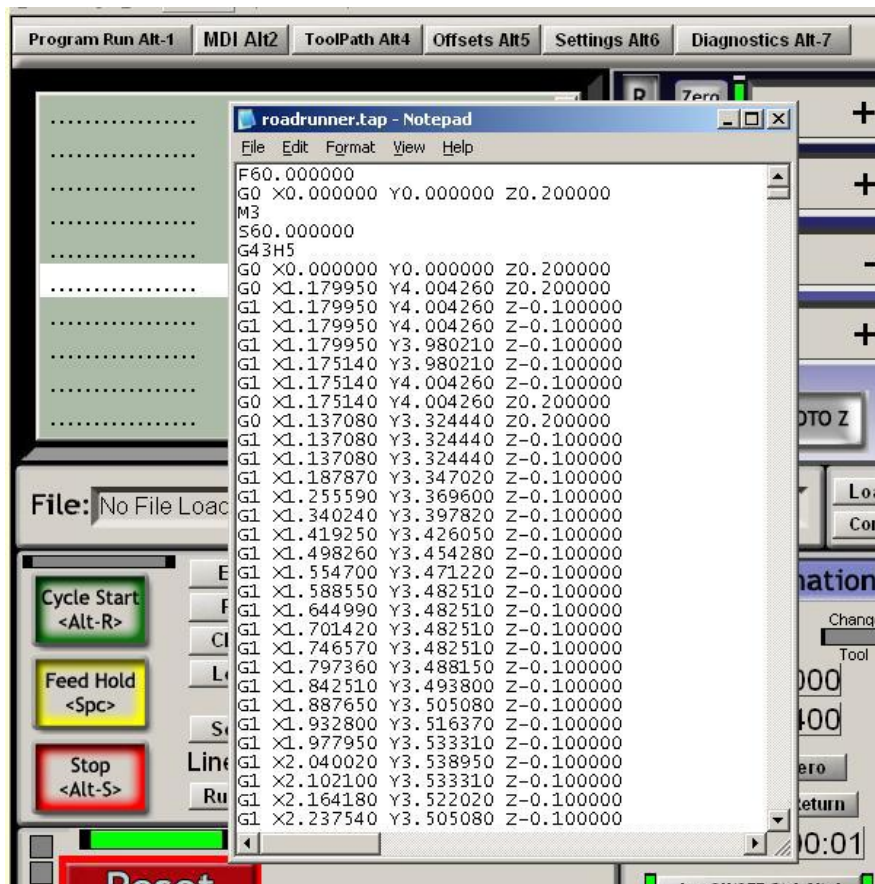 Program Run Alt-1 MDI Alt2 ToolPath Alt4 Offsets Alt5 Settings Alt6 Diagnostics Alt-7
R Zero +
roadrunner.tap - Notepad
File Edit Format View Help
F60.000000
G0 X0.000000 Y0.000000 Z0.200000
M3
S60.000000
G43H5
G0 X0.000000 Y0.000000 Z0.200000
G0 X1.179950 Y4.004260 Z0.200000
G1 X1.179950 Y4.004260 Z-0.100000
G1 X1.179950 Y4.004260 Z-0.100000
G1 X1.179950 Y3.980210 Z-0.100000
G1 X1.175140 Y3.980210 Z-0.100000
G1 X1.175140 Y4.004260 Z-0.100000
G0 X1.175140 Y4.004260 Z0.200000
G0 X1.137080 Y3.324440 Z0.200000
G1 X1.137080 Y3.324440 Z-0.100000
G1 X1.137080 Y3.324440 Z-0.100000
G1 X1.187870 Y3.347020 Z-0.100000
G1 X1.255590 Y3.369600 Z-0.100000
G1 X1.340240 Y3.397820 Z-0.100000
G1 X1.419250 Y3.426050 Z-0.100000
G1 X1.498260 Y3.454280 Z-0.100000
G1 X1.554700 Y3.471220 Z-0.100000
G1 X1.588550 Y3.482510 Z-0.100000
G1 X1.644990 Y3.482510 Z-0.100000
G1 X1.701420 Y3.482510 Z-0.100000
G1 X1.746570 Y3.482510 Z-0.100000
G1 X1.797360 Y3.488150 Z-0.100000
G1 X1.842510 Y3.493800 Z-0.100000
G1 X1.887650 Y3.505080 Z-0.100000
G1 X1.932800 Y3.516370 Z-0.100000
G1 X1.977950 Y3.533310 Z-0.100000
G1 X2.040020 Y3.538950 Z-0.100000
G1 X2.102100 Y3.533310 Z-0.100000
G1 X2.164180 Y3.522020 Z-0.100000
G1 X2.237540 Y3.505080 Z-0.100000
+
-
+
OTO Z
File: No File Loa
Cycle Start
<Alt-R>
Feed Hold
<Spc>
Stop
<Alt-S>
Line
Ru
Loa
Cor
nation
Chang
Tool
000
400
ero
Return
00:01
Reset